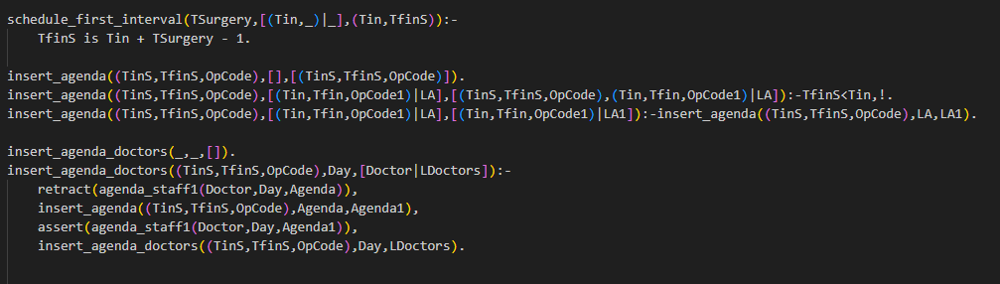 schedule_first_interval(TSurgery,[(Tin,_)|_],(Tin,TfinS)):-
    TfinS is Tin + TSurgery - 1.
insert_agenda((TinS,TfinS,OpCode),[],[(TinS,TfinS,OpCode)]).
insert_agenda((TinS,TfinS,OpCode),[(Tin,Tfin,OpCode1)|LA],[(TinS,TfinS,OpCode),(Tin,Tfin,OpCode1)|LA]):-TfinS<Tin,!.
insert_agenda((TinS,TfinS,OpCode),[(Tin,Tfin,OpCode1)|LA],[(Tin,Tfin,OpCode1)|LA1]):-insert_agenda((TinS,TfinS,OpCode),LA,LA1).
insert_agenda_doctors(_,_,[]).
insert_agenda_doctors((TinS,TfinS,OpCode),Day,[Doctor|LDoctors]):-
    retract(agenda_staff1(Doctor,Day,Agenda)),
    insert_agenda((TinS,TfinS,OpCode),Agenda,Agenda1),
    assert(agenda_staff1(Doctor,Day,Agenda1)),
    insert_agenda_doctors((TinS,TfinS,OpCode),Day,LDoctors).